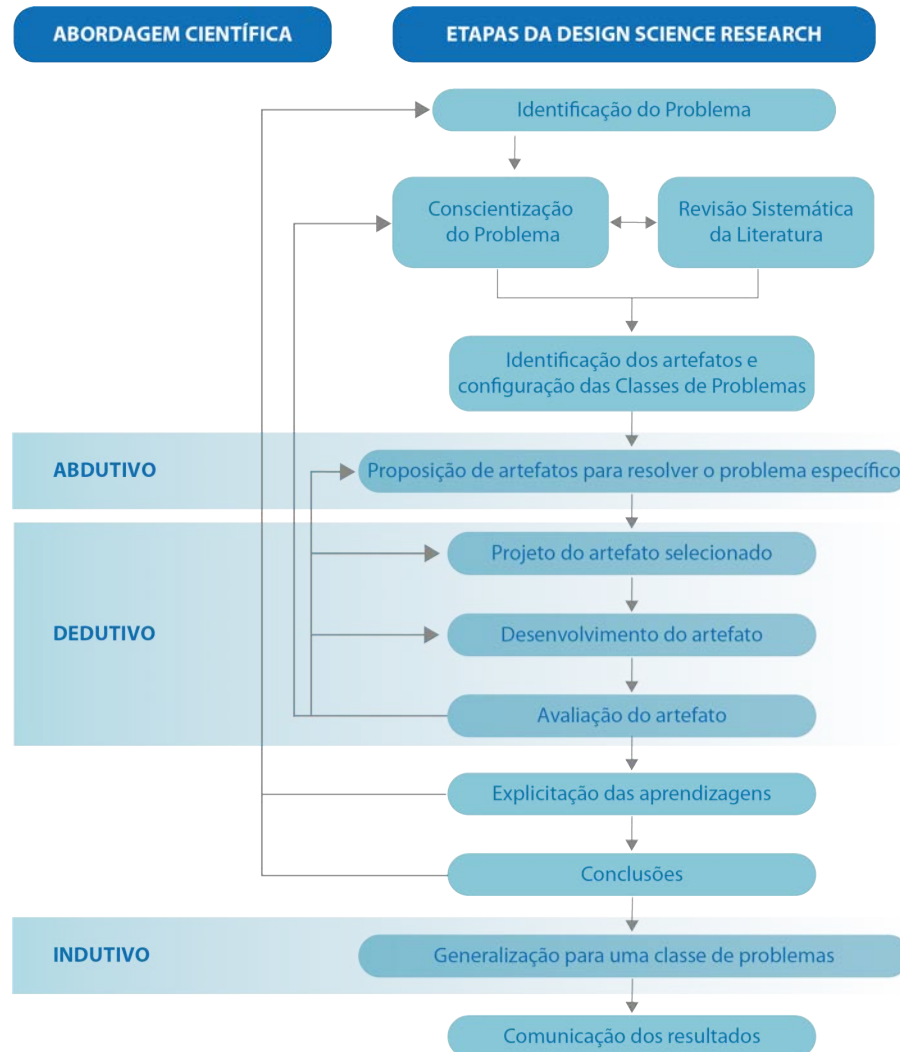 ABORDAGEM CIENTÍFICA
ETAPAS DA DESIGN SCIENCE RESEARCH
Identificação do Problema
Conscientização
do Problema
Revisão Sistemática
da Literatura
Identificação dos artefatos e
configuração das Classes de Problemas
ABDUTIVO
Proposição de artefatos para resolver o problema específico
Projeto do artefato selecionado
DEDUTIVO
Desenvolvimento do artefato
Avaliação do artefato
Explicitação das aprendizagens
Conclusões
INDUTIVO
Generalização para uma classe de problemas
Comunicação dos resultados